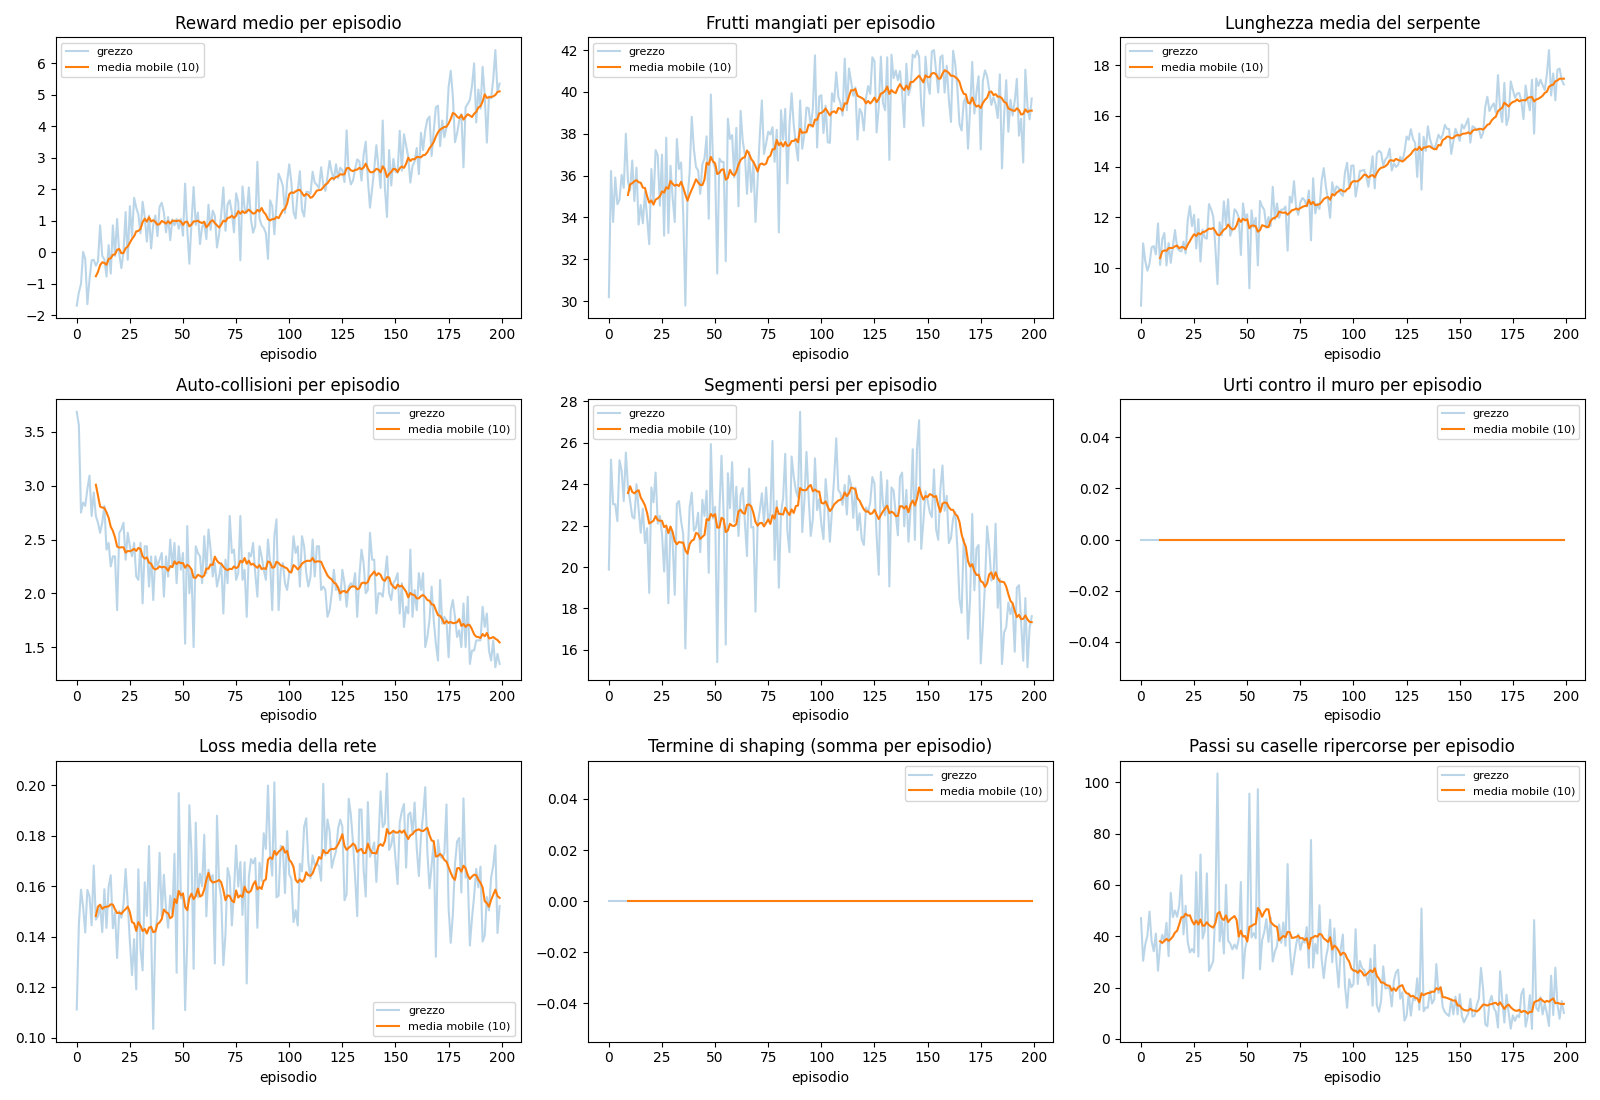 Reward medio per episodio
grezzo
media mobile (10)
6
5
4
3
2
1
0
−1
−2
0 25 50 75 100 125 150 175 200
episodio
Frutti mangiati per episodio
grezzo
media mobile (10)
42
40
38
36
34
32
30
0 25 50 75 100 125 150 175 200
episodio
Lunghezza media del serpente
grezzo
media mobile (10)
18
16
14
12
10
0 25 50 75 100 125 150 175 200
episodio
Auto-collisioni per episodio
grezzo
media mobile (10)
3.5
3.0
2.5
2.0
1.5
0 25 50 75 100 125 150 175 200
episodio
Segmenti persi per episodio
grezzo
media mobile (10)
28
26
24
22
20
18
16
0 25 50 75 100 125 150 175 200
episodio
Urti contro il muro per episodio
grezzo
media mobile (10)
0.04
0.02
0.00
−0.02
−0.04
0 25 50 75 100 125 150 175 200
episodio
Loss media della rete
0.20
0.18
0.16
0.14
0.12
0.10
grezzo
media mobile (10)
0 25 50 75 100 125 150 175 200
episodio
Termine di shaping (somma per episodio)
grezzo
media mobile (10)
0.04
0.02
0.00
−0.02
−0.04
0 25 50 75 100 125 150 175 200
episodio
Passi su caselle ripercorse per episodio
grezzo
media mobile (10)
100
80
60
40
20
0
0 25 50 75 100 125 150 175 200
episodio